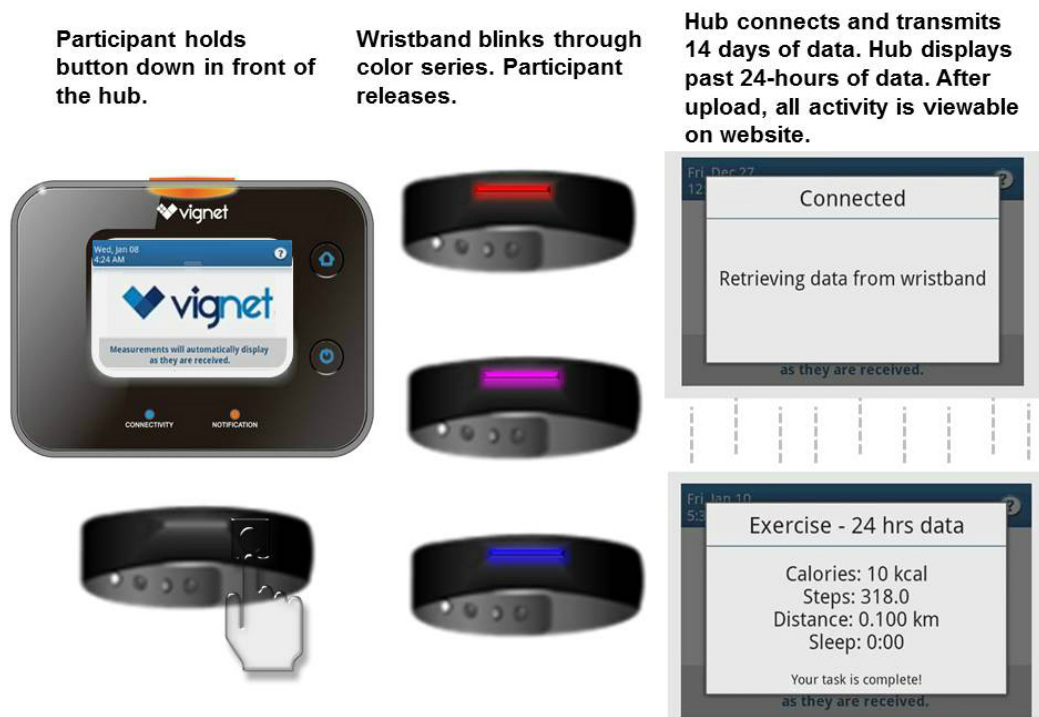 Participant holds
button down in front of
the hub.
Wristband blinks through
color series. Participant
releases.
Hub connects and transmits
14 days of data. Hub displays
past 24-hours of data. After
upload, all activity is viewable
on website.
vignet
Wed, Jan 08
4:24 AM
?
vignet
Measurements will automatically display
as they are received.
CONNECTIVITY
NOTIFICATION
Fri, Dec 27
12:
?
Connected
Retrieving data from wristband
as they are received.
Fri, Jan 10
5:3
?
Exercise - 24 hrs data
Calories: 10 kcal
Steps: 318.0
Distance: 0.100 km
Sleep: 0:00
Your task is complete!
as they are received.